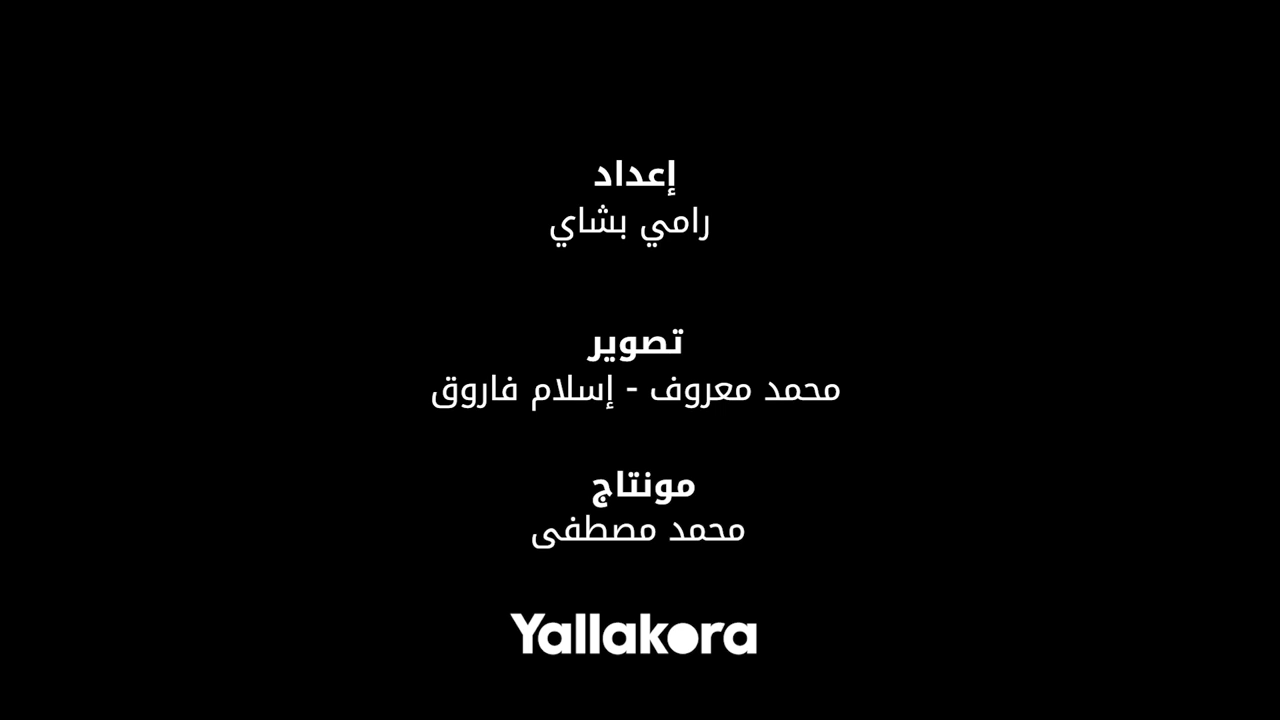 إعداد
رامي بشاي
تصوير
محمد معروف - إسلام فاروق
مونتاج
محمد مصطفى
Yallakora